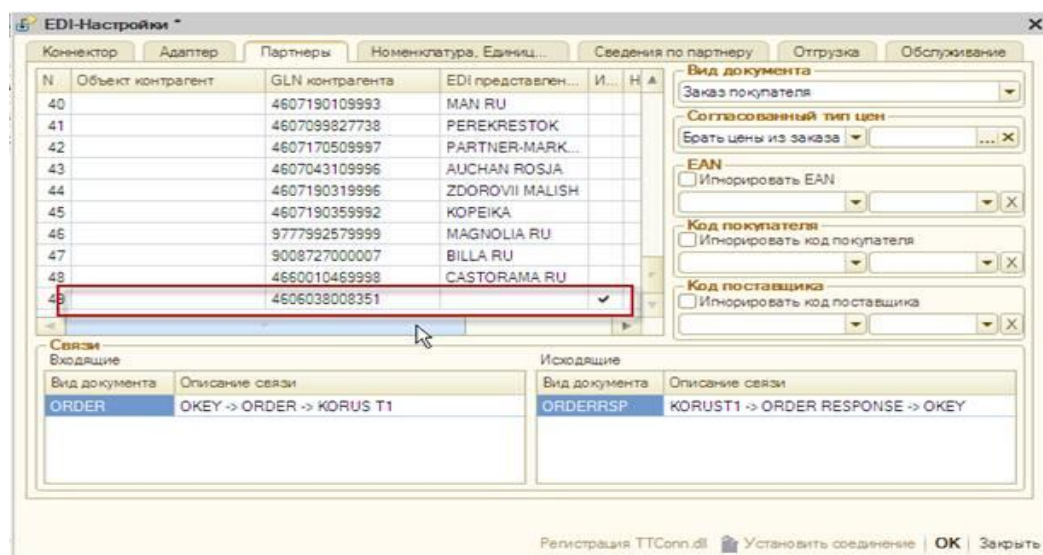 EDI-Настройки *
Коннектор Адаптер Партнеры Номенклатура, Единиц... Сведения по партнеру Отгрузка Обслуживание
N Объект контрагент GLN контрагента EDI представлен... И... Н
40 4607190109993 MAN RU
41 4607099827738 PEREKRESTOK
42 4607170509997 PARTNER-MARK...
43 4607043109996 AUCHAN ROSJA
44 4607190319996 ZDOROVII MALISH
45 4607190359992 KOPEIKA
46 9777992579999 MAGNOLIA RU
47 9008727000007 BILLA RU
48 4660010469998 CASTORAMA RU
49 4606038008351
Вид документа
Заказ покупателя
Согласованный тип цен
Брать цены из заказа ... X
EAN
Игнорировать EAN
X
Код покупателя
Игнорировать код покупателя
X
Код поставщика
Игнорировать код поставщика
X
Связи
Входящие
Вид документа Описание связи
ORDER OKEY -> ORDER -> KORUS T1
Исходящие
Вид документа Описание связи
ORDERRSP KORUST1 -> ORDER RESPONSE -> OKEY
Регистрация TTConn.dll Установить соединение OK Закрыть